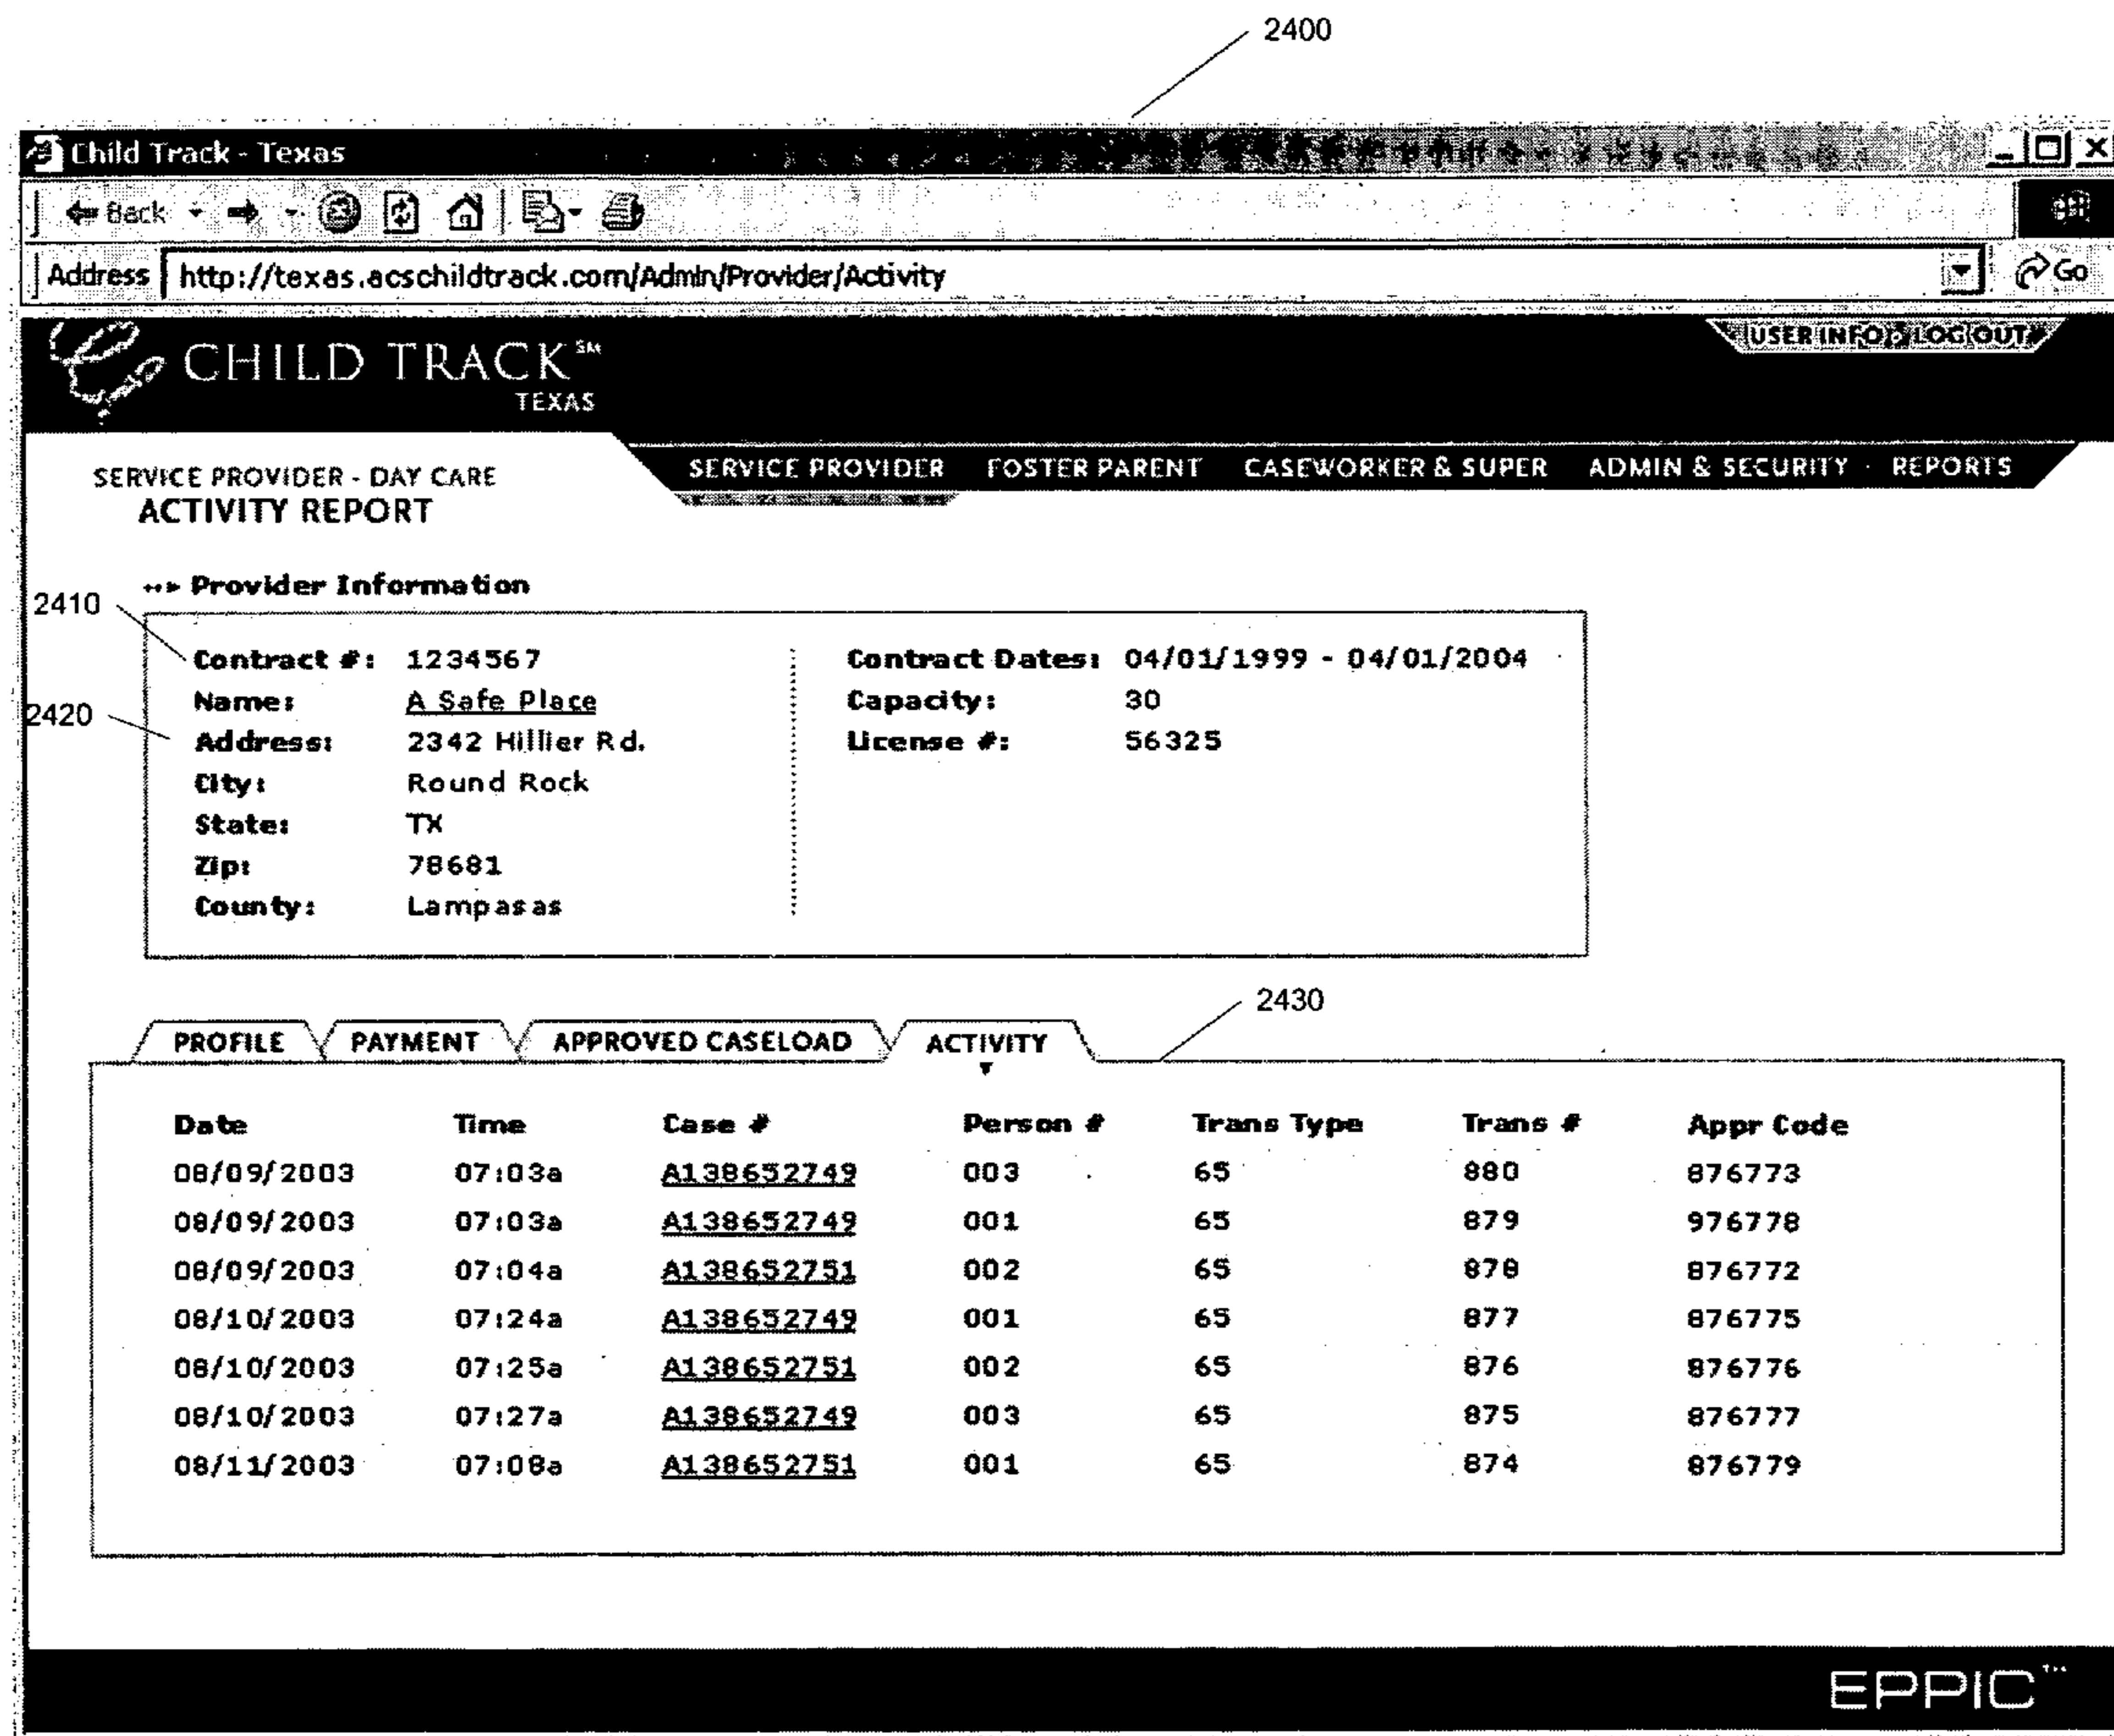 2400
Child Track - Texas
Back
Address http://texas.acschildtrack.com/Admin/Provider/Activity Go
USER INFO LOG OUT
CHILD TRACK SM
TEXAS
SERVICE PROVIDER FOSTER PARENT CASEWORKER & SUPER ADMIN & SECURITY REPORTS
SERVICE PROVIDER - DAY CARE
ACTIVITY REPORT
Provider Information
2410
Contract #: 1234567 Contract Dates: 04/01/1999 - 04/01/2004
Name: A Safe Place Capacity: 30
2420
Address: 2342 Hillier Rd. License #: 56325
City: Round Rock
State: TX
Zip: 78681
County: Lampasas
2430
PROFILE PAYMENT APPROVED CASELOAD ACTIVITY
Date Time Case # Person # Trans Type Trans # Appr Code
08/09/2003 07:03a A138652749 003 65 880 876773
08/09/2003 07:03a A138652749 001 65 879 976778
08/09/2003 07:04a A138652751 002 65 878 876772
08/10/2003 07:24a A138652749 001 65 877 876775
08/10/2003 07:25a A138652751 002 65 876 876776
08/10/2003 07:27a A138652749 003 65 875 876777
08/11/2003 07:08a A138652751 001 65 874 876779
EPPIC™